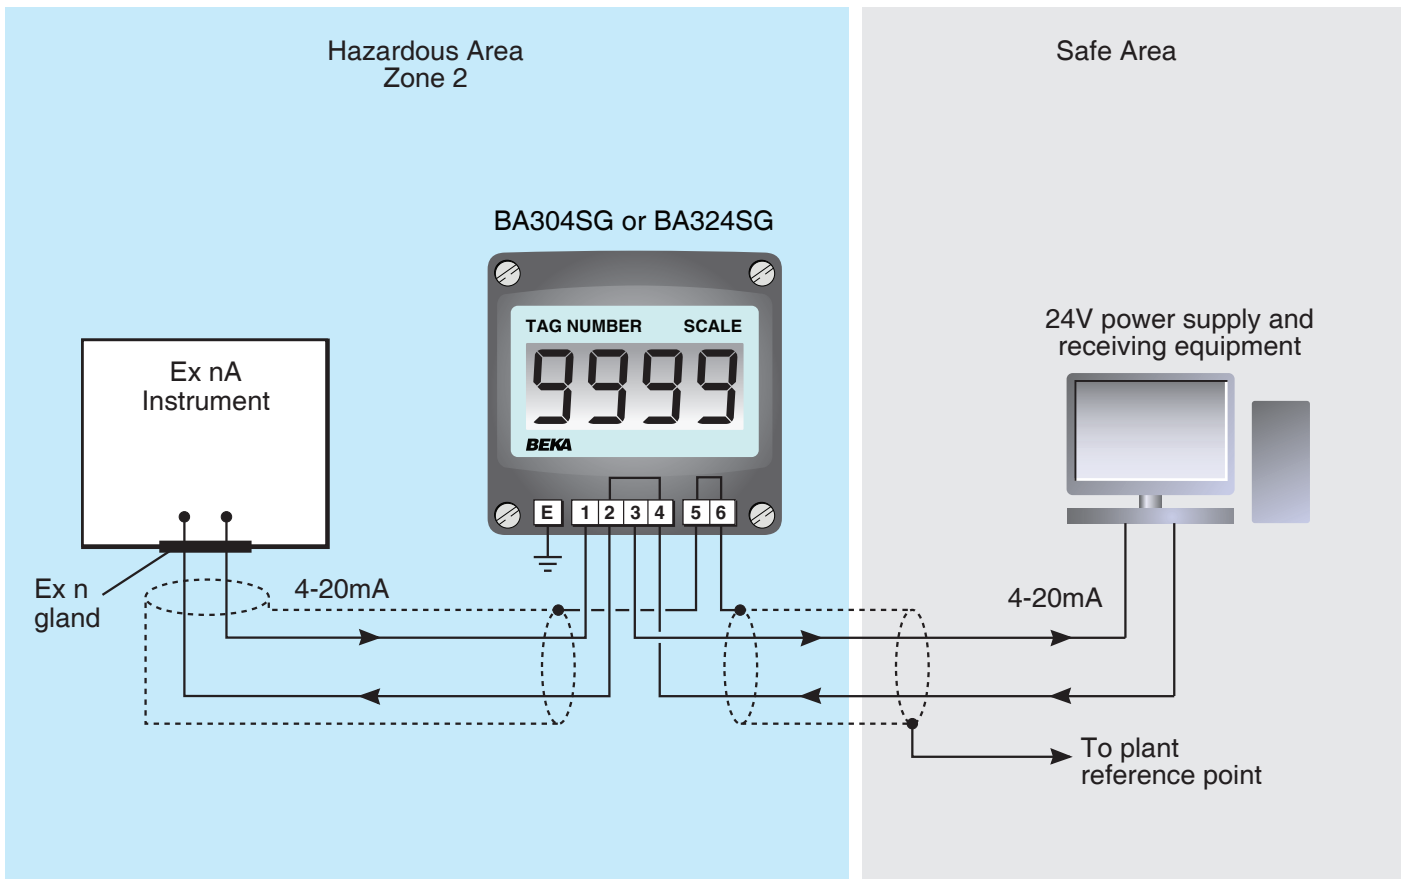 Hazardous Area
Zone 2
Safe Area
BA304SG or BA324SG
TAG NUMBER SCALE
9999
BEKA
E 1 2 3 4 5 6
Ex nA
Instrument
Ex n
gland
4-20mA
24V power supply and
receiving equipment
4-20mA
To plant
reference point